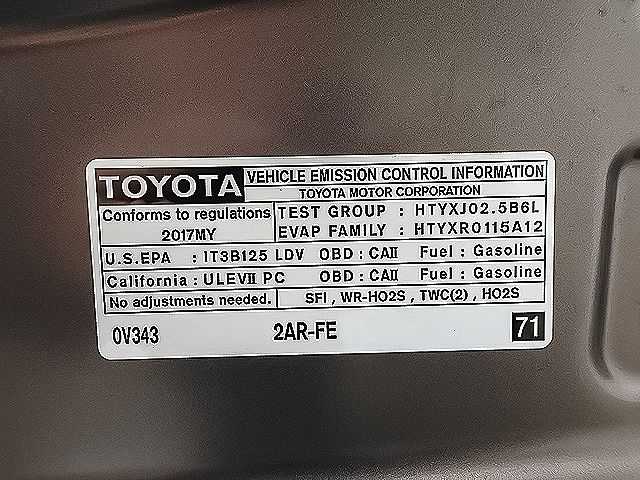 TOYOTA VEHICLE EMISSION CONTROL INFORMATION
TOYOTA MOTOR CORPORATION
Conforms to regulations TEST GROUP : HTYXJ02.5B6L
2017MY EVAP FAMILY : HTYXR0115A12
U.S.EPA : IT3B125 LDV OBD : CAII Fuel : Gasoline
California : ULEVII PC OBD : CAII Fuel : Gasoline
No adjustments needed. SFI , WR-HO2S , TWC(2) , HO2S
0V343 2AR-FE 71